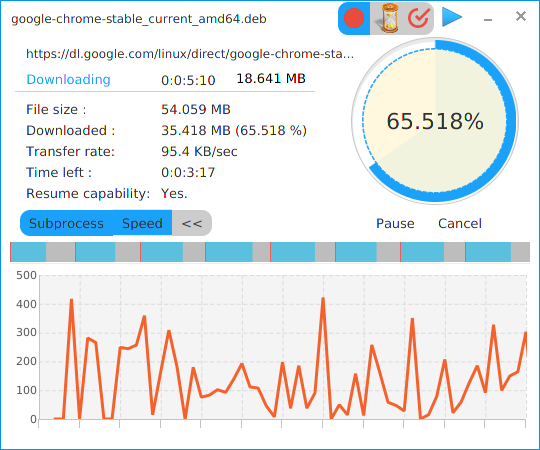 google-chrome-stable_current_amd64.deb
https://dl.google.com/linux/direct/google-chrome-sta...
Downloading 0:0:5:10 18.641 MB
File size : 54.059 MB
Downloaded : 35.418 MB (65.518 %)
Transfer rate: 95.4 KB/sec
Time left : 0:0:3:17
Resume capability: Yes.
65.518%
Subprocess Speed <<
Pause Cancel
500
400
300
200
100
0